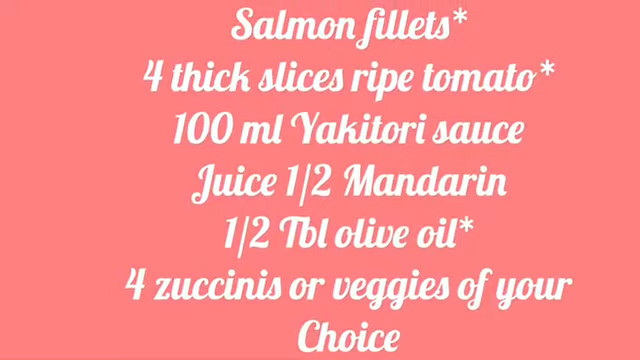 Salmon fillets*
4 thick slices ripe tomato*
100 ml Yakitori sauce
Juice 1/2 Mandarin
1/2 Tbl olive oil*
4 zuccinis or veggies of your
Choice